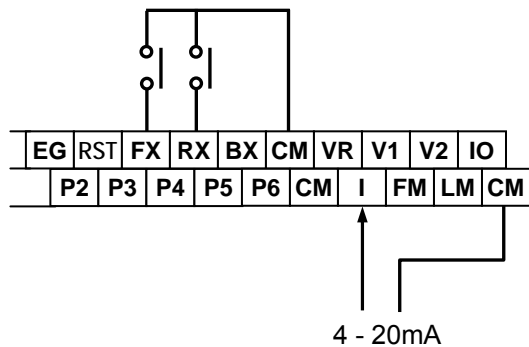 EG RST FX RX BX CM VR V1 V2 IO
P2 P3 P4 P5 P6 CM I FM LM CM
4 - 20mA